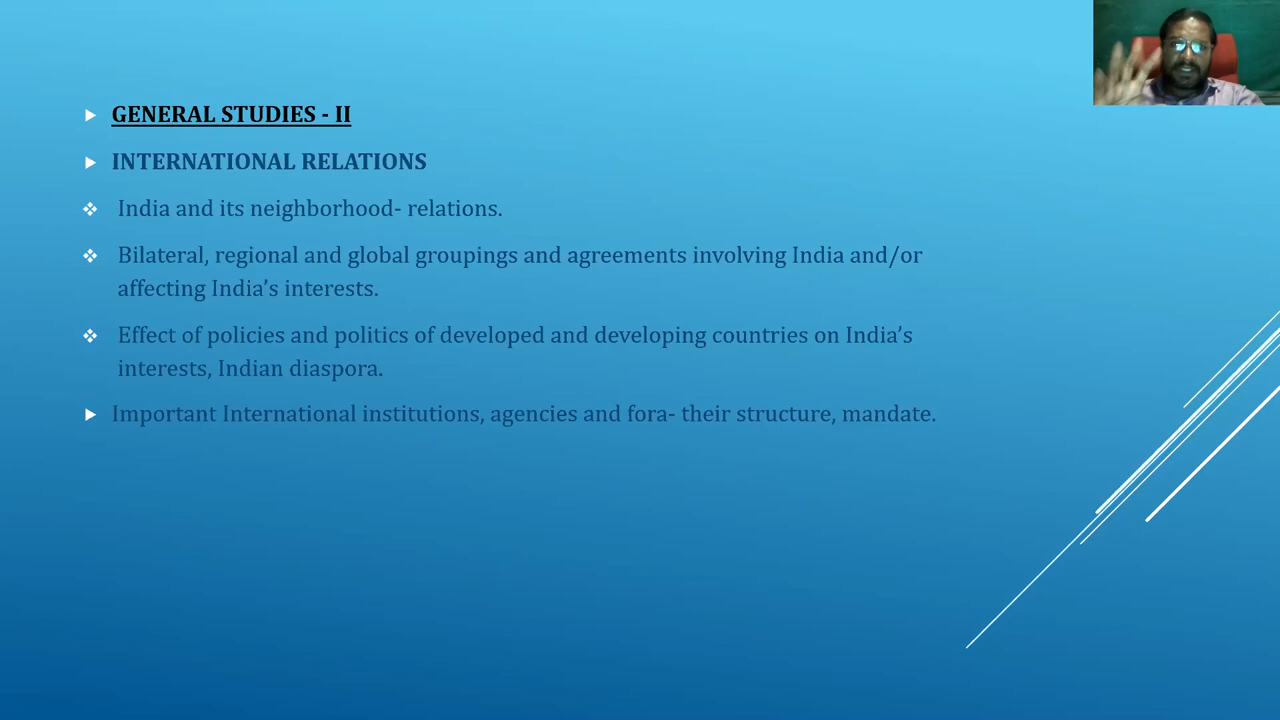 GENERAL STUDIES - II
INTERNATIONAL RELATIONS
India and its neighborhood- relations.
Bilateral, regional and global groupings and agreements involving India and/or
affecting India's interests.
Effect of policies and politics of developed and developing countries on India's
interests, Indian diaspora.
Important International institutions, agencies and fora- their structure, mandate.